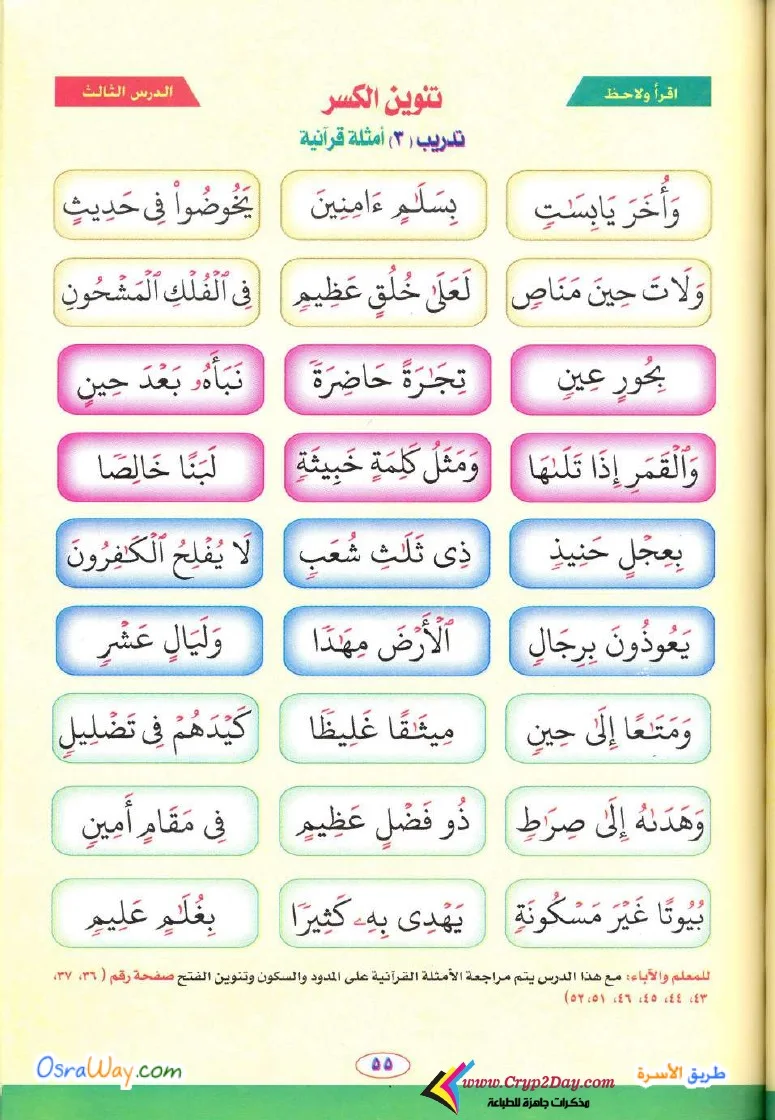 اقرأ ولاحظ
تنوين الكسر
الدرس الثالث
تدريب (٣) أمثلة قرآنية
وَأُخَرَ يَابِسَـٰتٍ بِسَلَـٰمٍ ءَامِنِينَ يَخُوضُوا۟ فِى حَدِيثٍ
وَلَاتَ حِينَ مَنَاصٍ لَعَلَىٰ خُلُقٍ عَظِيمٍ فِى ٱلْفُلْكِ ٱلْمَشْحُونِ
بِحُورٍ عِينٍ تِجَـٰرَةً حَاضِرَةً نَبَأَهُۥ بَعْدَ حِينٍ
وَٱلْقَمَرِ إِذَا تَلَىٰهَا وَمَثَلُ كَلِمَةٍ خَبِيثَةٍ لَبَنًا خَالِصًا
بِعِجْلٍ حَنِيذٍ ذِى ثَلَـٰثِ شُعَبٍ لَا يُفْلِحُ ٱلْكَـٰفِرُونَ
يَعُوذُونَ بِرِجَالٍ ٱلْأَرْضَ مِهَـٰدًا وَلَيَالٍ عَشْرٍ
وَمَتَـٰعًا إِلَىٰ حِينٍ مِيثَـٰقًا غَلِيظًا كَيْدَهُمْ فِى تَضْلِيلٍ
وَهَدَىٰهُ إِلَىٰ صِرَٰطٍ ذُو فَضْلٍ عَظِيمٍ فِى مَقَامٍ أَمِينٍ
بُيُوتًا غَيْرَ مَسْكُونَةٍ يَهْدِى بِهِۦ كَثِيرًا بِغُلَـٰمٍ عَلِيمٍ
للمعلم والآباء: مع هذا الدرس يتم مراجعة الأمثلة القرآنية على المدود والسكون وتنوين الفتح صفحة رقم (٣٦، ٣٧،
٤٣، ٤٤، ٤٥، ٤٦، ٥١، ٥٢)
طريق الأسرة
٥٥
OsraWay.com
www.Cryp2Day.com
مذكرات جاهزة للطباعة